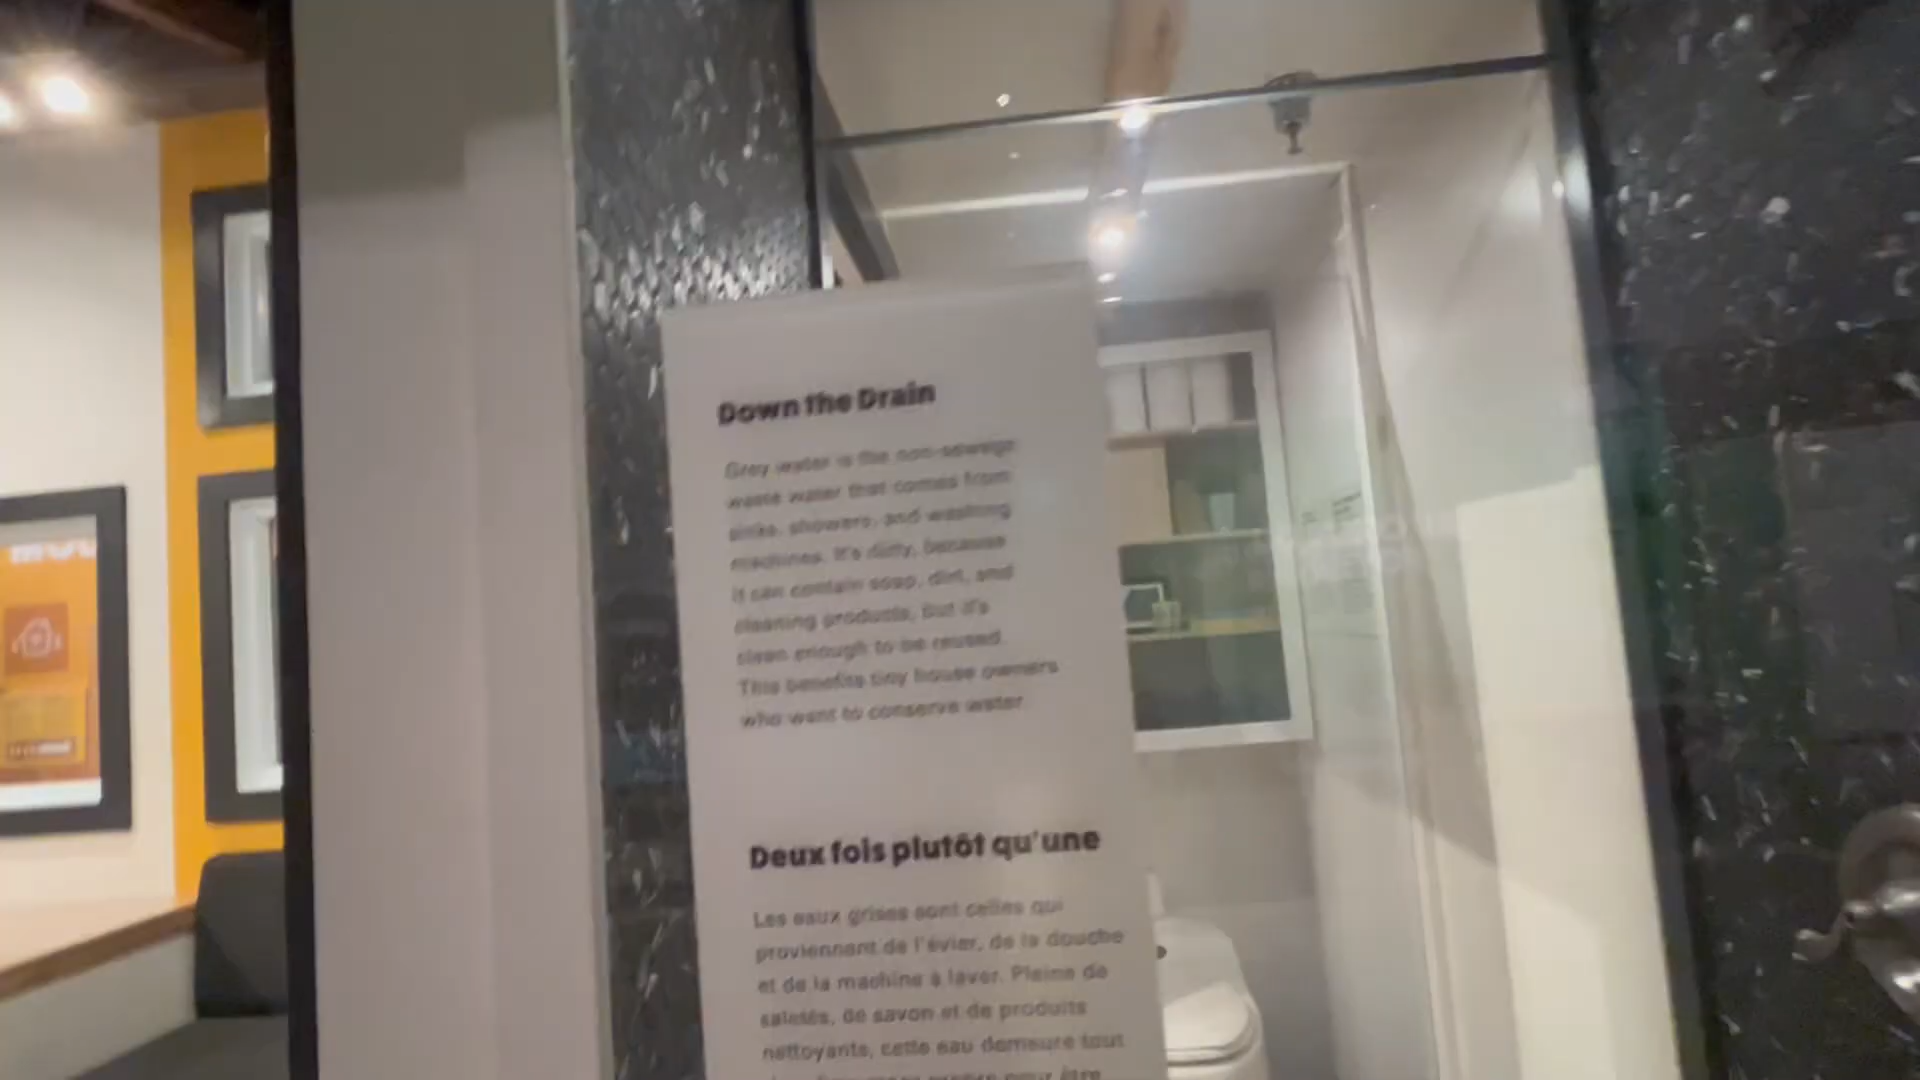 Down the Drain
Grey water is the non-sewage
waste water that comes from
sinks, showers, and washing
machines. It's dirty, because
it can contain soap, dirt, and
cleaning products, but it's
clean enough to be reused.
This benefits tiny house owners
who want to conserve water.
Deux fois plutôt qu'une
Les eaux grises sont celles qui
proviennent de l'évier, de la douche
et de la machine à laver. Pleine de
saletés, de savon et de produits
nettoyants, cette eau demeure tout
propre pour être